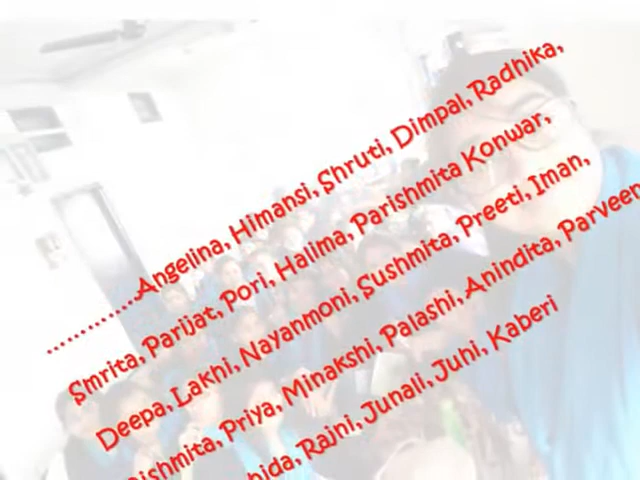 ..............Angelina, Himansi, Shruti, Dimpal, Radhika,
Smrita, Parijat, Pori, Halima, Parishmita Konwar,
Deepa, Lakhi, Nayanmoni, Sushmita, Preeti, Iman,
Priya, Minakshi, Palashi, Anindita, Parveen
Rajni, Junali, Juhi, Kaberi